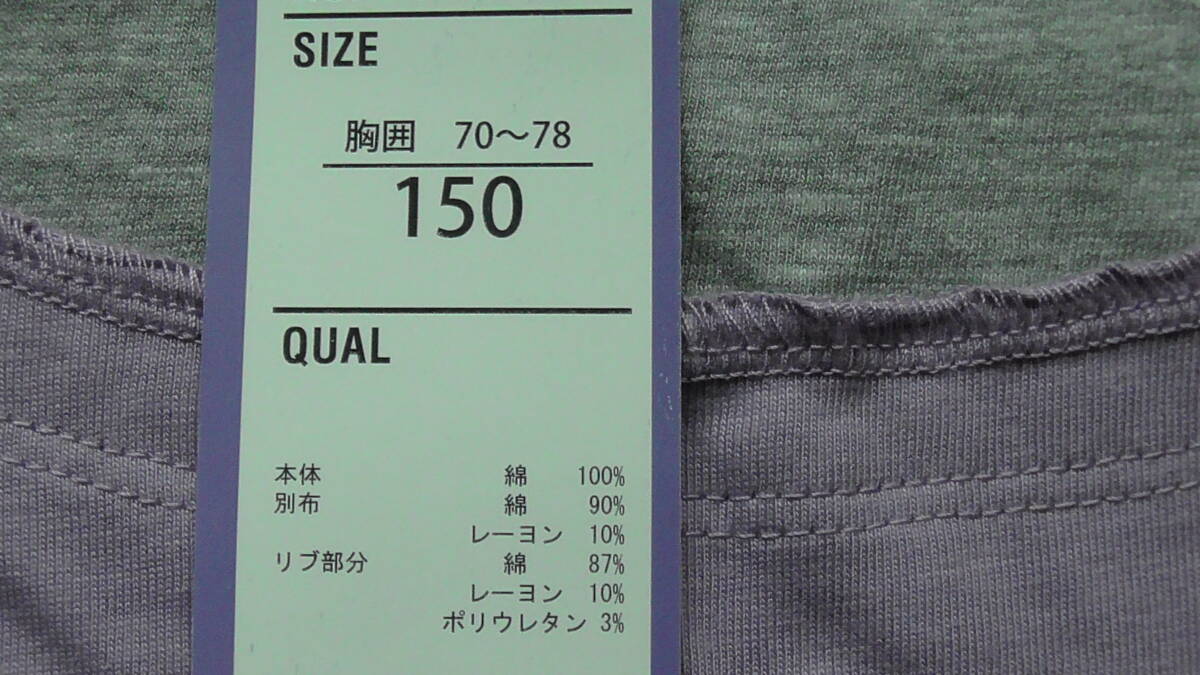 SIZE
胸囲 70～78
150
QUAL
本体 綿 100%
別布 綿 90%
レーヨン 10%
リブ部分 綿 87%
レーヨン 10%
ポリウレタン 3%